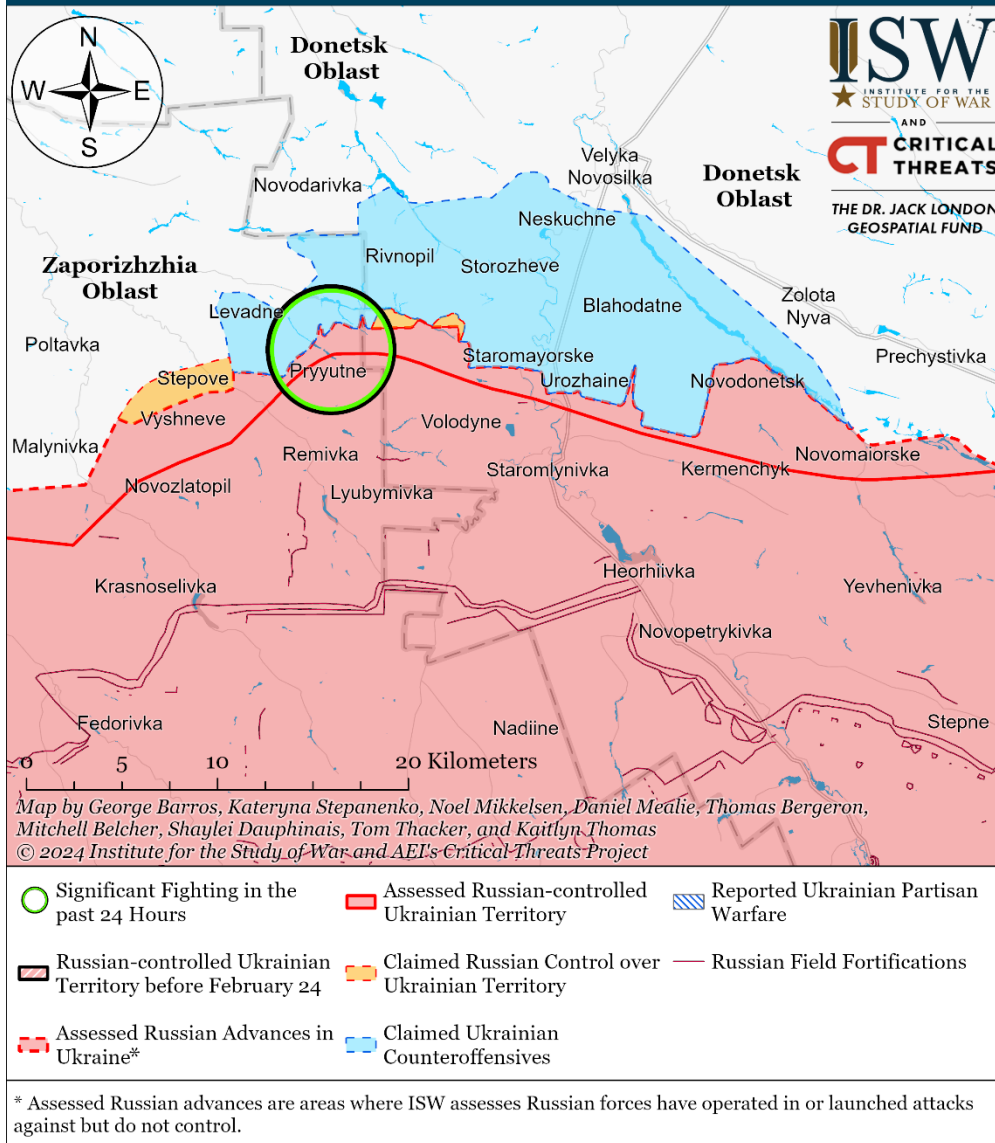 N
W E
S
Donetsk
Oblast
ISW
INSTITUTE FOR THE
STUDY OF WAR
AND
CT CRITICAL
THREATS
THE DR. JACK LONDON
GEOSPATIAL FUND
Velyka
Novosilka
Donetsk
Oblast
Novodarivka
Neskuchne
Rivnopil
Storozheve
Zaporizhzhia
Oblast
Levadne
Blahodatne
Zolota
Nyva
Poltavka
Staromayorske
Prechystivka
Stepove
Pryyutne
Urozhaine
Novodonetsk
Vyshneve
Volodyne
Malynivka
Remivka
Staromlynivka
Kermenchyk
Novomaiorske
Novozlatopil
Lyubymivka
Heorhiivka
Krasnoselivka
Yevhenivka
Novopetrykivka
Fedorivka
Nadiine
Stepne
0 5 10 20 Kilometers
Map by George Barros, Kateryna Stepanenko, Noel Mikkelsen, Daniel Mealie, Thomas Bergeron,
Mitchell Belcher, Shaylei Dauphinais, Tom Thacker, and Kaitlyn Thomas
© 2024 Institute for the Study of War and AEI's Critical Threats Project
Significant Fighting in the
past 24 Hours
Assessed Russian-controlled
Ukrainian Territory
Reported Ukrainian Partisan
Warfare
Russian-controlled Ukrainian
Territory before February 24
Claimed Russian Control over
Ukrainian Territory
Russian Field Fortifications
Assessed Russian Advances in
Ukraine*
Claimed Ukrainian
Counteroffensives
* Assessed Russian advances are areas where ISW assesses Russian forces have operated in or launched attacks
against but do not control.